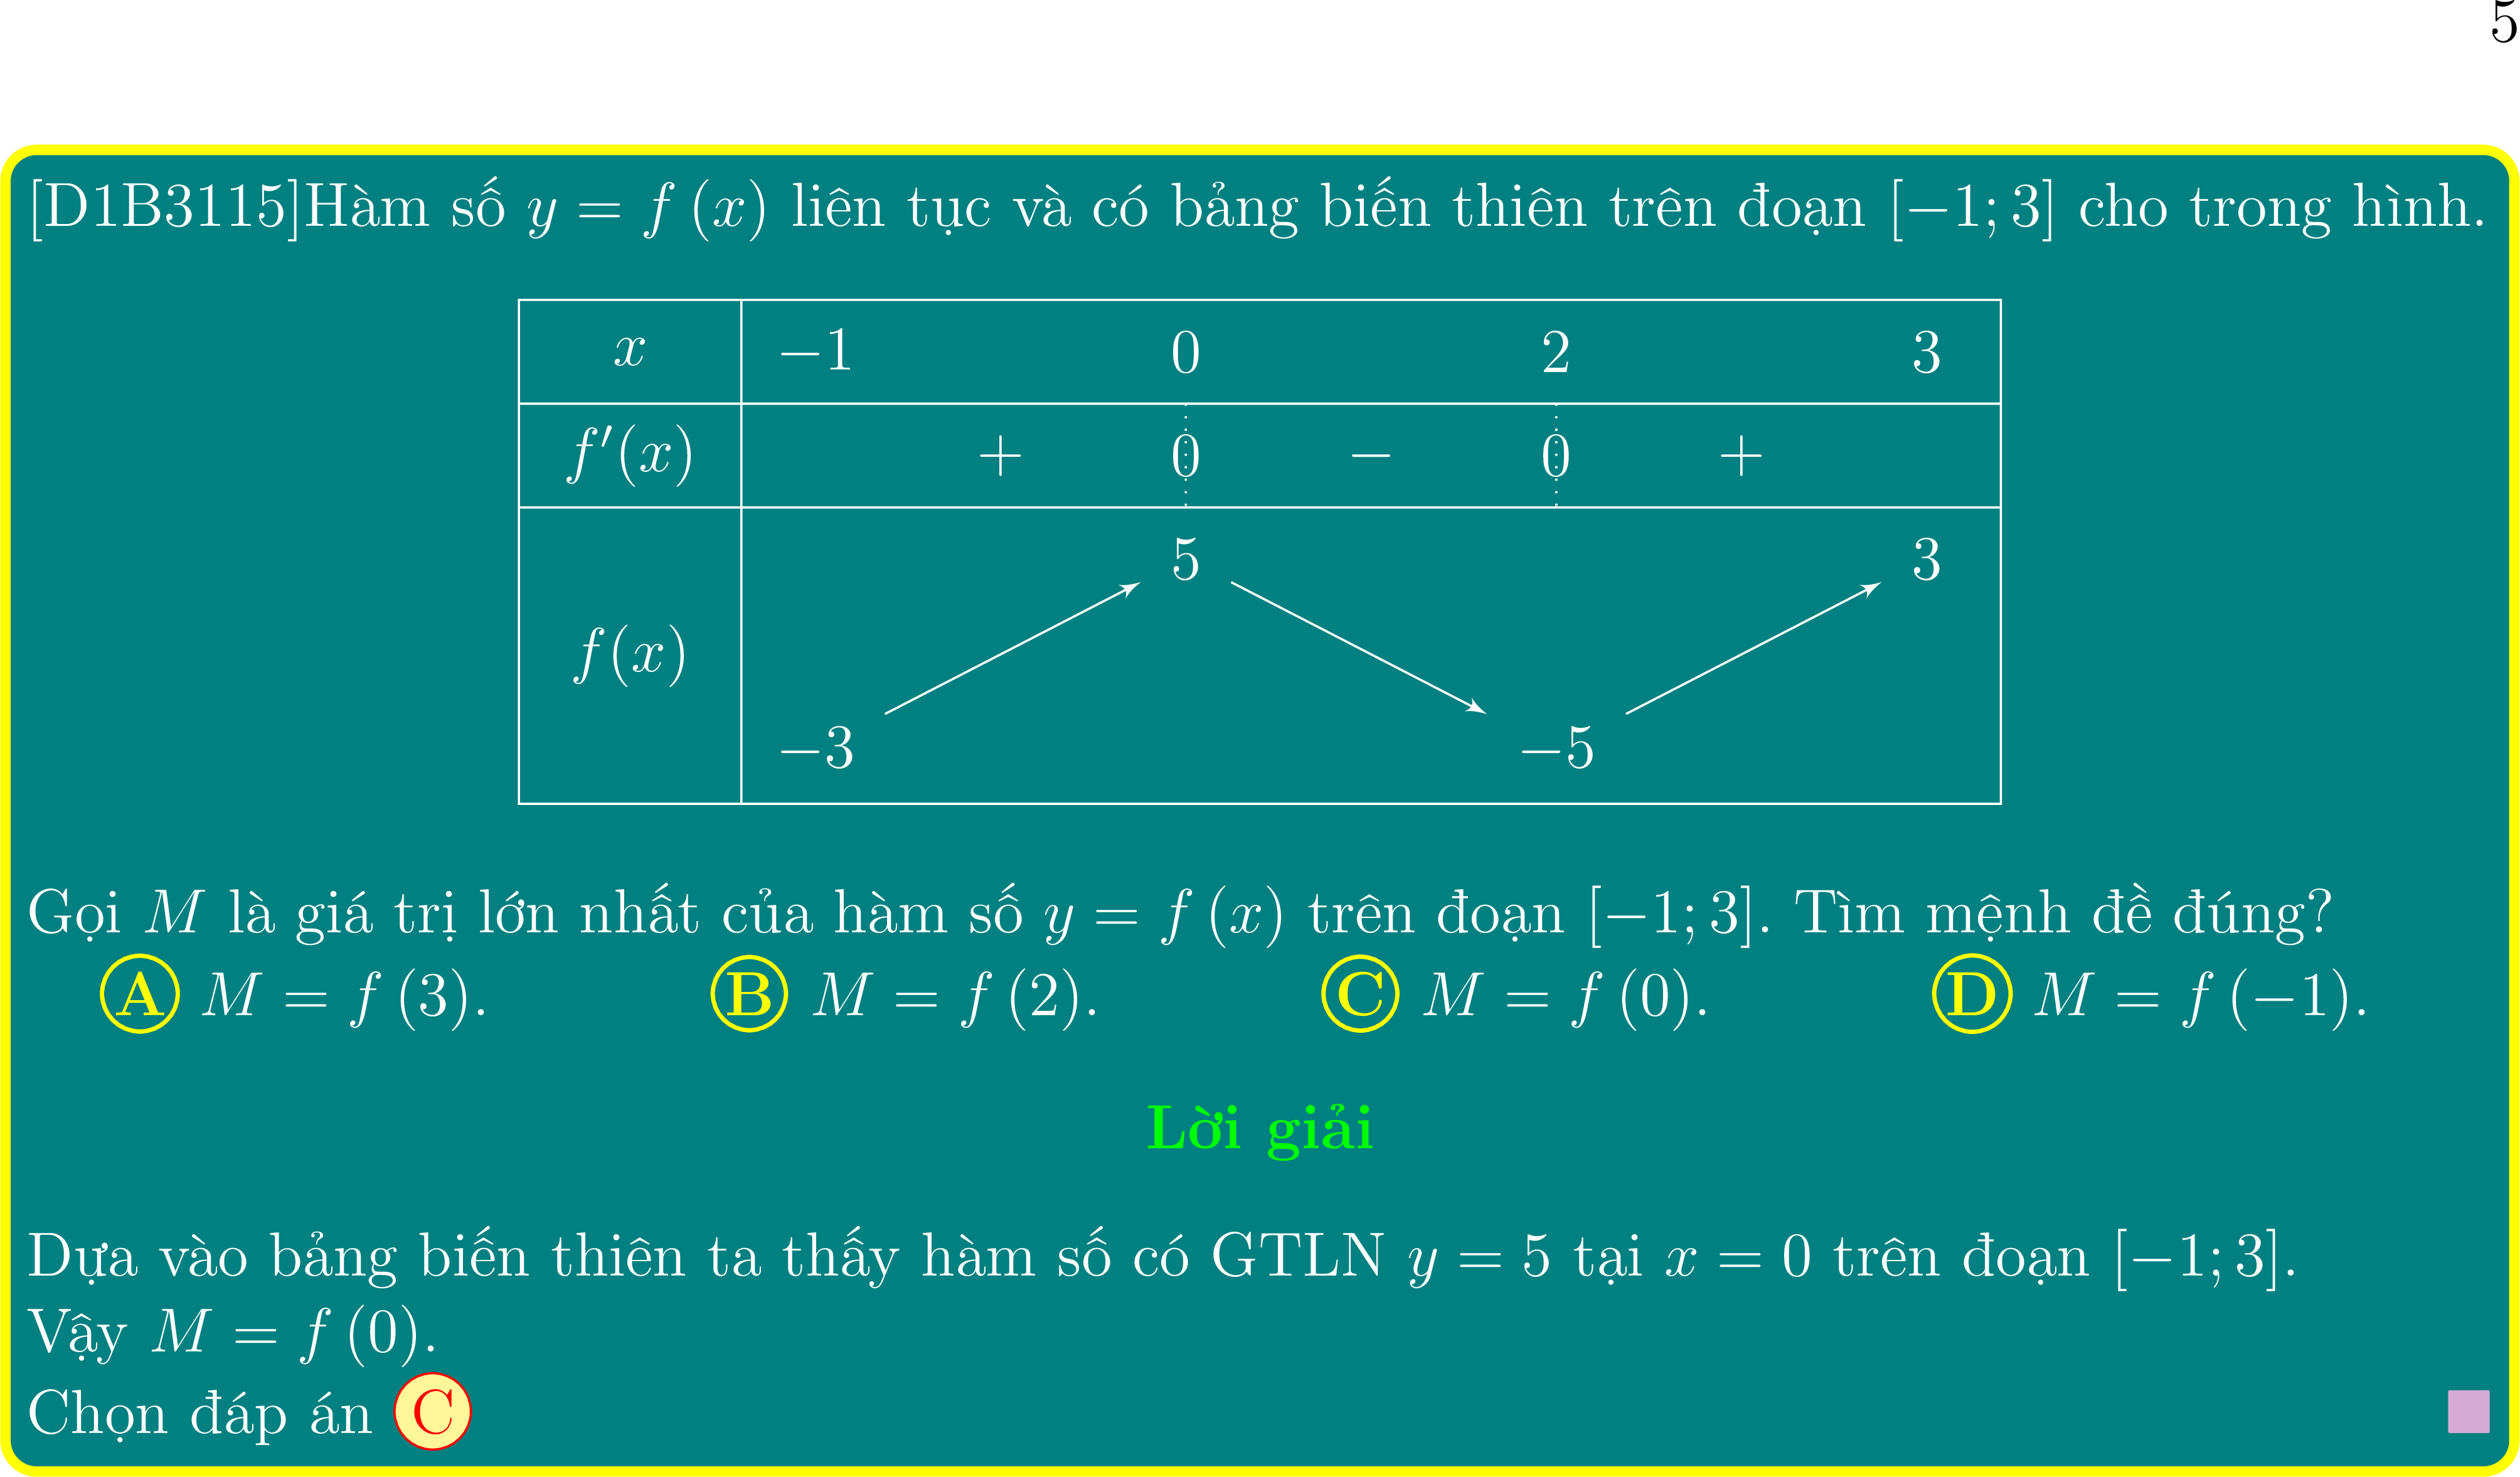 5
[D1B3115]Hàm số y = f (x) liên tục và có bảng biến thiên trên đoạn [−1; 3] cho trong hình.
x −1 0 2 3
f′(x) + 0 − 0 +
5 3
f(x)
−3 −5
Gọi M là giá trị lớn nhất của hàm số y = f (x) trên đoạn [−1; 3]. Tìm mệnh đề đúng?
A M = f (3). B M = f (2). C M = f (0). D M = f (−1).
Lời giải
Dựa vào bảng biến thiên ta thấy hàm số có GTLN y = 5 tại x = 0 trên đoạn [−1; 3].
Vậy M = f (0).
Chọn đáp án C